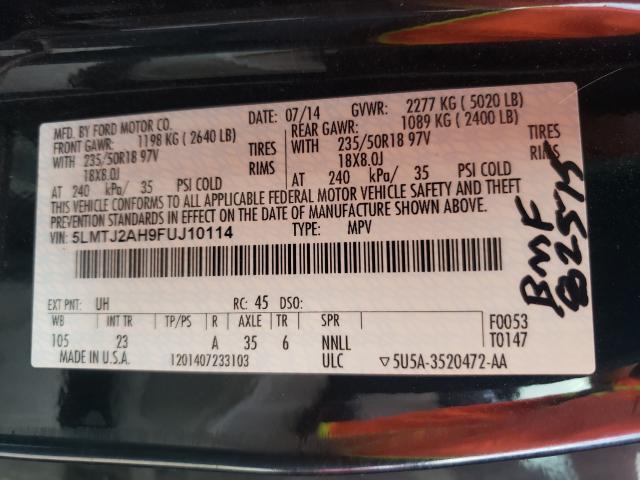 MFD. BY FORD MOTOR CO.
DATE: 07/14 GVWR: 2277 KG ( 5020 LB)
FRONT GAWR: 1198 KG ( 2640 LB) REAR GAWR: 1089 KG ( 2400 LB)
WITH 235/50R18 97V TIRES WITH 235/50R18 97V TIRES
18X8.0J RIMS 18X8.0J RIMS
AT 240 kPa/ 35 PSI COLD AT 240 kPa/ 35 PSI COLD
THIS VEHICLE CONFORMS TO ALL APPLICABLE FEDERAL MOTOR VEHICLE SAFETY AND THEFT
PREVENTION STANDARDS IN EFFECT ON THE DATE OF MANUFACTURE SHOWN ABOVE.
VIN: 5LMTJ2AH9FUJ10114 TYPE: MPV
EXT PNT: UH RC: 45 DSO:
WB INT TR TP/PS R AXLE TR SPR F0053
105 23 A 35 6 NNLL T0147
MADE IN U.S.A. 1201407233103 ULC ▽5U5A-3520472-AA
BMF
82575